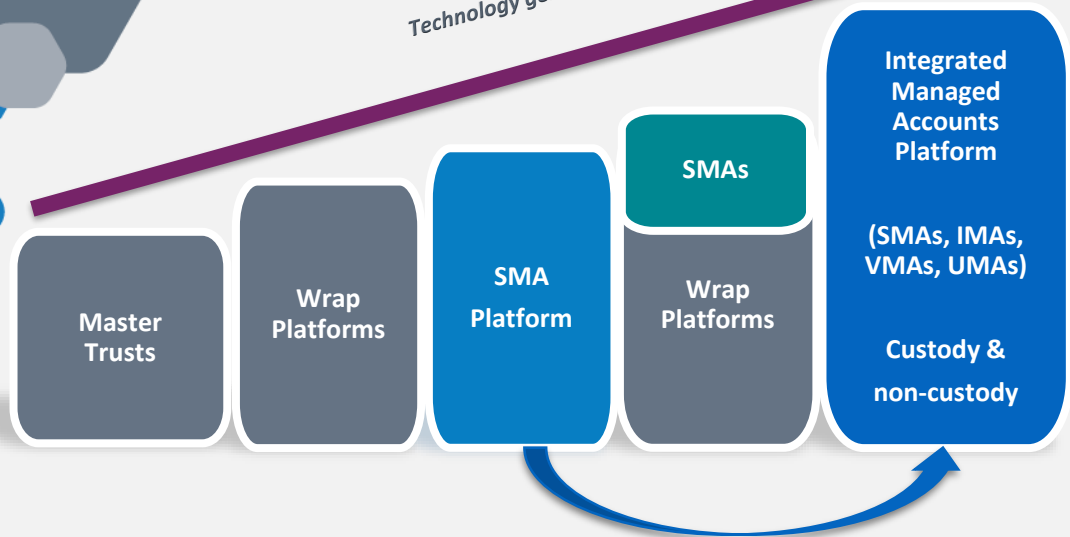 Technology
Master
Trusts
Wrap
Platforms
SMA
Platform
SMAs
Wrap
Platforms
Integrated
Managed
Accounts
Platform
(SMAs, IMAs,
VMAs, UMAs)
Custody &
non-custody